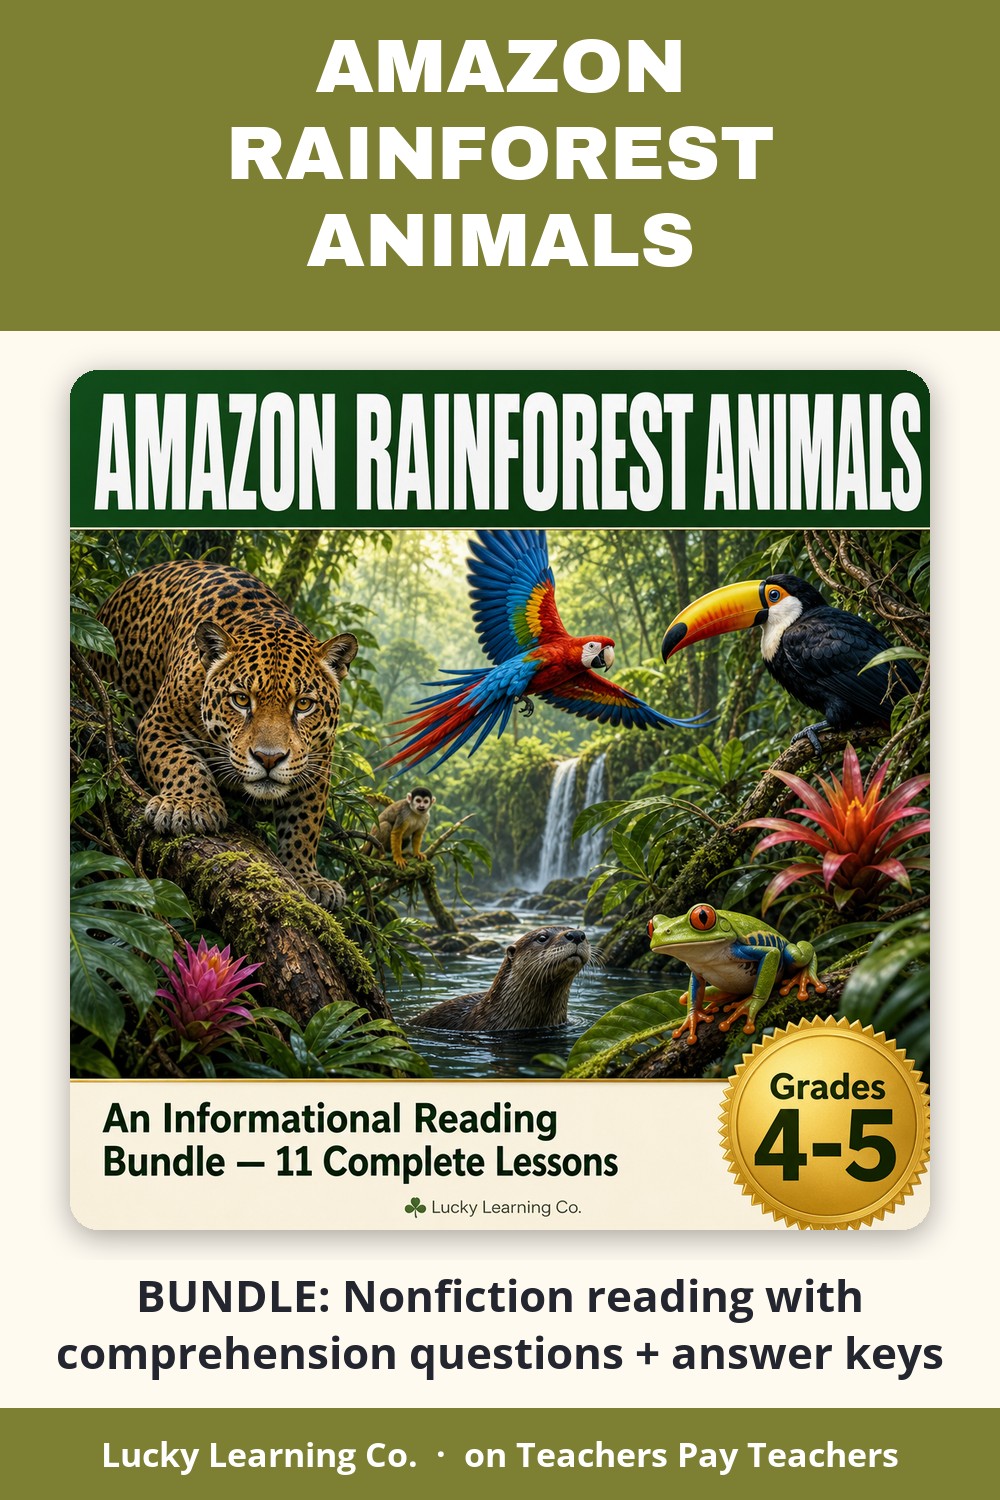 AMAZON
RAINFOREST
ANIMALS
AMAZON RAINFOREST ANIMALS
An Informational Reading
Bundle — 11 Complete Lessons
Grades
4-5
Lucky Learning Co.
BUNDLE: Nonfiction reading with
comprehension questions + answer keys
Lucky Learning Co. · on Teachers Pay Teachers